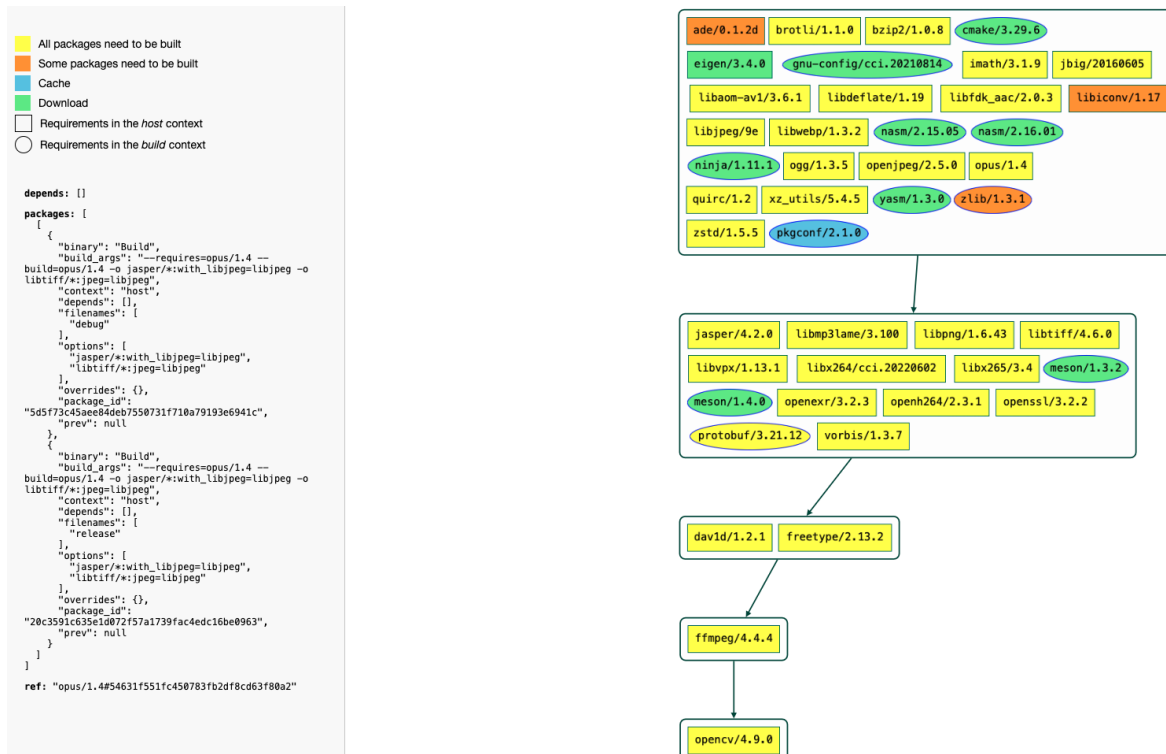 All packages need to be built
Some packages need to be built
Cache
Download
Requirements in the host context
Requirements in the build context
depends: []
packages: [
  [
    {
      "binary": "Build",
      "build_args": "--requires=opus/1.4 --
build=opus/1.4 -o jasper/*:with_libjpeg=libjpeg -o
libtiff/*:jpeg=libjpeg",
      "context": "host",
      "depends": [],
      "filenames": [
        "debug"
      ],
      "options": [
        "jasper/*:with_libjpeg=libjpeg",
        "libtiff/*:jpeg=libjpeg"
      ],
      "overrides": {},
      "package_id":
"5d5f73c45aee84deb7550731f710a79193e6941c",
      "prev": null
    },
    {
      "binary": "Build",
      "build_args": "--requires=opus/1.4 --
build=opus/1.4 -o jasper/*:with_libjpeg=libjpeg -o
libtiff/*:jpeg=libjpeg",
      "context": "host",
      "depends": [],
      "filenames": [
        "release"
      ],
      "options": [
        "jasper/*:with_libjpeg=libjpeg",
        "libtiff/*:jpeg=libjpeg"
      ],
      "overrides": {},
      "package_id":
"20c3591c635e1d072f57a1739fac4edc16be0963",
      "prev": null
    }
  ]
]
ref: "opus/1.4#54631f551fc450783fb2df8cd63f80a2"
ade/0.1.2d brotli/1.1.0 bzip2/1.0.8 cmake/3.29.6
eigen/3.4.0 gnu-config/cci.20210814 imath/3.1.9 jbig/20160605
libaom-av1/3.6.1 libdeflate/1.19 libfdk_aac/2.0.3 libiconv/1.17
libjpeg/9e libwebp/1.3.2 nasm/2.15.05 nasm/2.16.01
ninja/1.11.1 ogg/1.3.5 openjpeg/2.5.0 opus/1.4
quirc/1.2 xz_utils/5.4.5 yasm/1.3.0 zlib/1.3.1
zstd/1.5.5 pkgconf/2.1.0
jasper/4.2.0 libmp3lame/3.100 libpng/1.6.43 libtiff/4.6.0
libvpx/1.13.1 libx264/cci.20220602 libx265/3.4 meson/1.3.2
meson/1.4.0 openexr/3.2.3 openh264/2.3.1 openssl/3.2.2
protobuf/3.21.12 vorbis/1.3.7
dav1d/1.2.1 freetype/2.13.2
ffmpeg/4.4.4
opencv/4.9.0